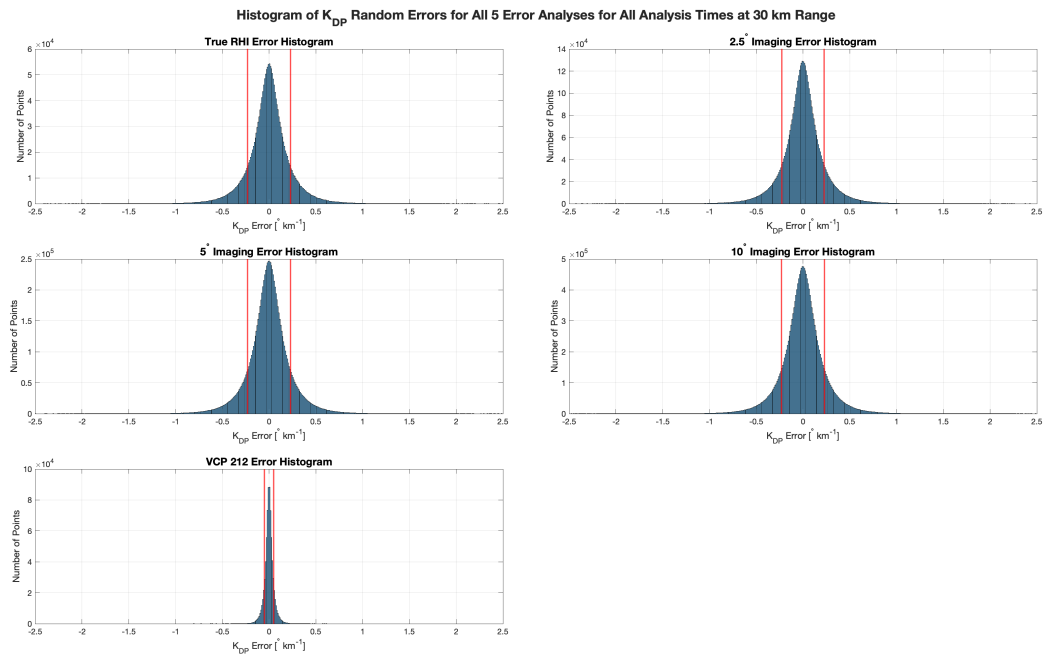 Histogram of K_DP Random Errors for All 5 Error Analyses for All Analysis Times at 30 km Range
True RHI Error Histogram
×10^4
Number of Points
6
5
4
3
2
1
0
-2.5 -2 -1.5 -1 -0.5 0 0.5 1 1.5 2 2.5
K_DP Error [° km^-1]
2.5° Imaging Error Histogram
×10^4
Number of Points
14
12
10
8
6
4
2
0
-2.5 -2 -1.5 -1 -0.5 0 0.5 1 1.5 2 2.5
K_DP Error [° km^-1]
5° Imaging Error Histogram
×10^5
Number of Points
2.5
2
1.5
1
0.5
0
-2.5 -2 -1.5 -1 -0.5 0 0.5 1 1.5 2 2.5
K_DP Error [° km^-1]
10° Imaging Error Histogram
×10^5
Number of Points
5
4
3
2
1
0
-2.5 -2 -1.5 -1 -0.5 0 0.5 1 1.5 2 2.5
K_DP Error [° km^-1]
VCP 212 Error Histogram
×10^4
Number of Points
10
8
6
4
2
0
-2.5 -2 -1.5 -1 -0.5 0 0.5 1 1.5 2 2.5
K_DP Error [° km^-1]